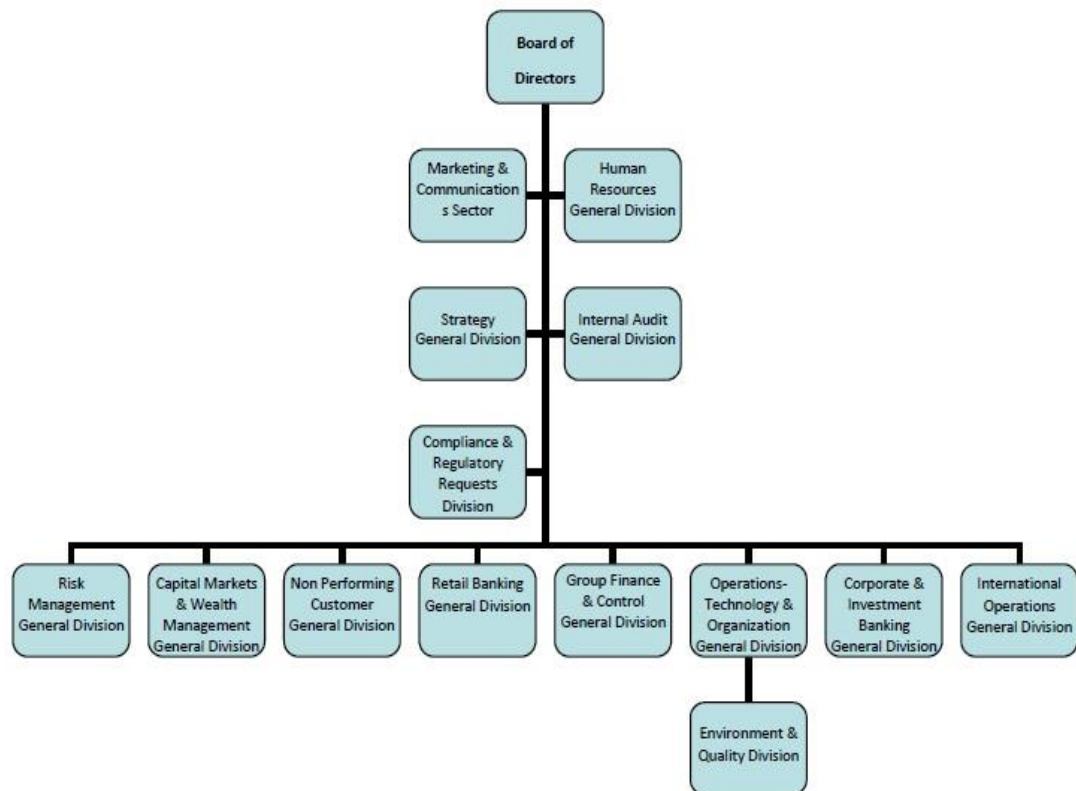 Board of
Directors
Marketing &
Communication
s Sector
Human
Resources
General Division
Strategy
General Division
Internal Audit
General Division
Compliance &
Regulatory
Requests
Division
Risk
Management
General Division
Capital Markets
& Wealth
Management
General Division
Non Performing
Customer
General Division
Retail Banking
General Division
Group Finance
& Control
General Division
Operations-
Technology &
Organization
General Division
Corporate &
Investment
Banking
General Division
International
Operations
General Division
Environment &
Quality Division